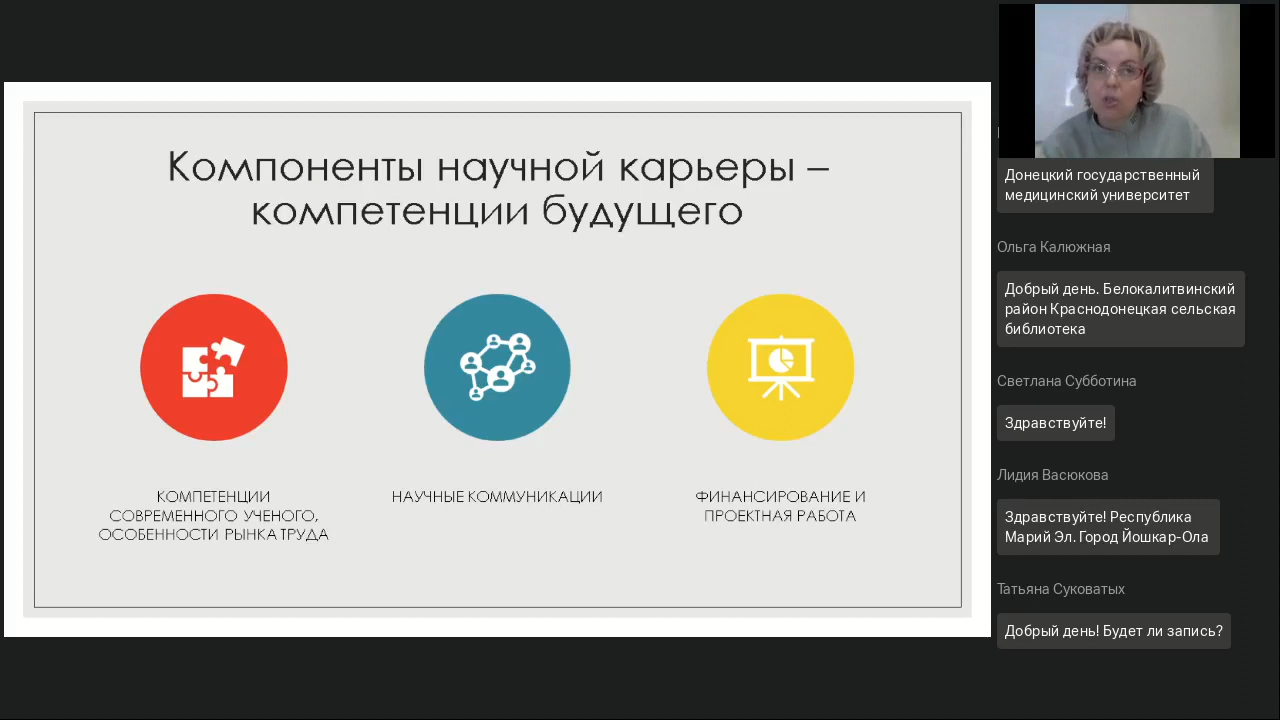 Компоненты научной карьеры –
компетенции будущего
КОМПЕТЕНЦИИ
СОВРЕМЕННОГО УЧЕНОГО,
ОСОБЕННОСТИ РЫНКА ТРУДА
НАУЧНЫЕ КОММУНИКАЦИИ
ФИНАНСИРОВАНИЕ И
ПРОЕКТНАЯ РАБОТА
Донецкий государственный
медицинский университет
Ольга Калюжная
Добрый день. Белокалитвинский
район Краснодонецкая сельская
библиотека
Светлана Субботина
Здравствуйте!
Лидия Васюкова
Здравствуйте! Республика
Марий Эл. Город Йошкар-Ола
Татьяна Суковатых
Добрый день! Будет ли запись?